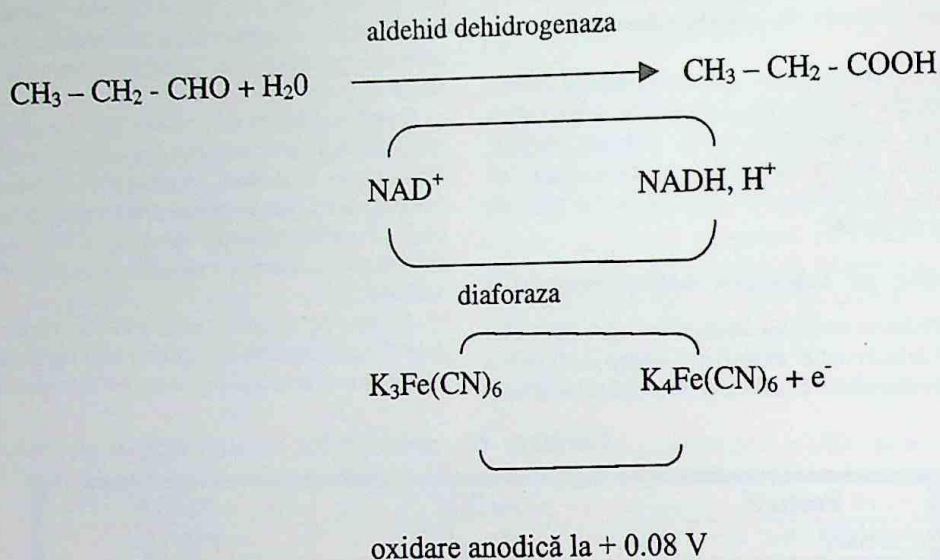 aldehid dehidrogenaza
CH₃ – CH₂ - CHO + H₂0 CH₃ – CH₂ - COOH
NAD⁺ NADH, H⁺
diaforaza
K₃Fe(CN)₆ K₄Fe(CN)₆ + e⁻
oxidare anodică la + 0.08 V